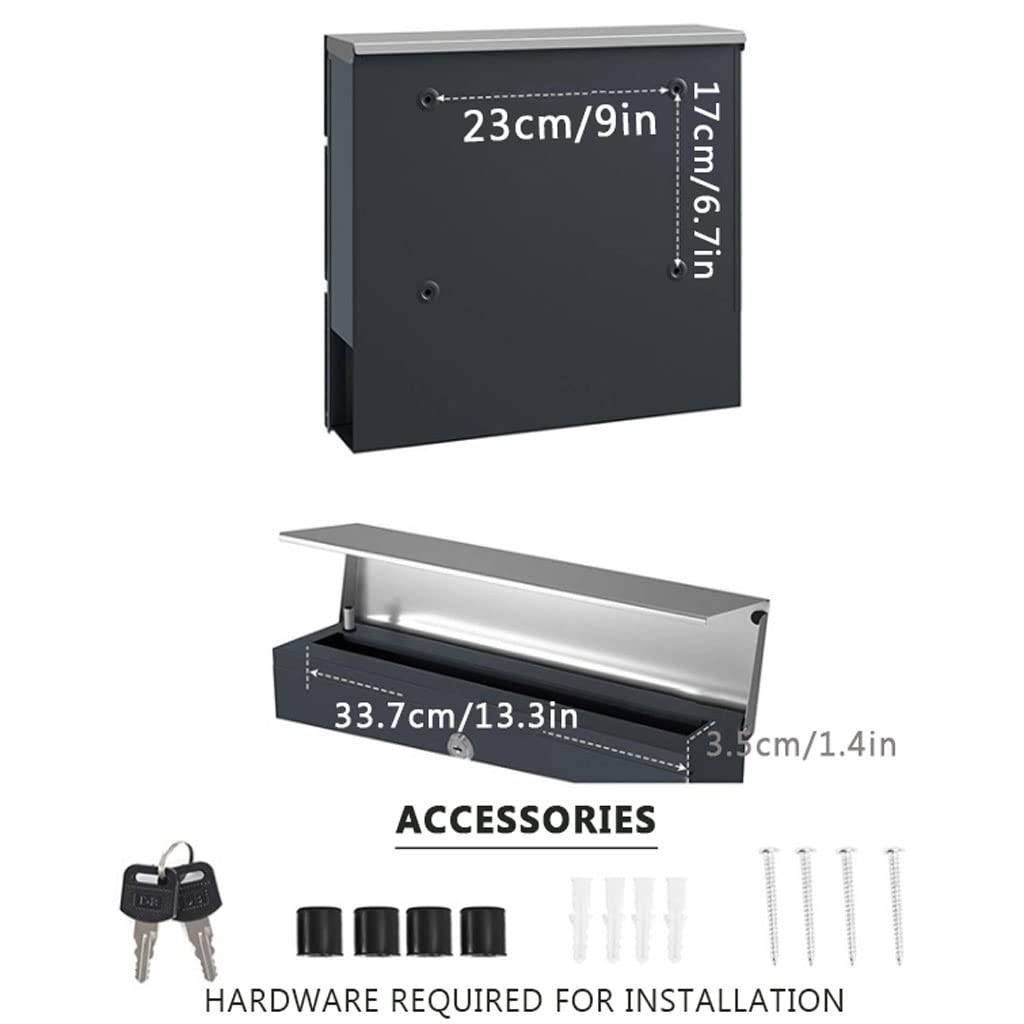 23cm/9in
17cm/6.7in
33.7cm/13.3in
3.5cm/1.4in
ACCESSORIES
HARDWARE REQUIRED FOR INSTALLATION